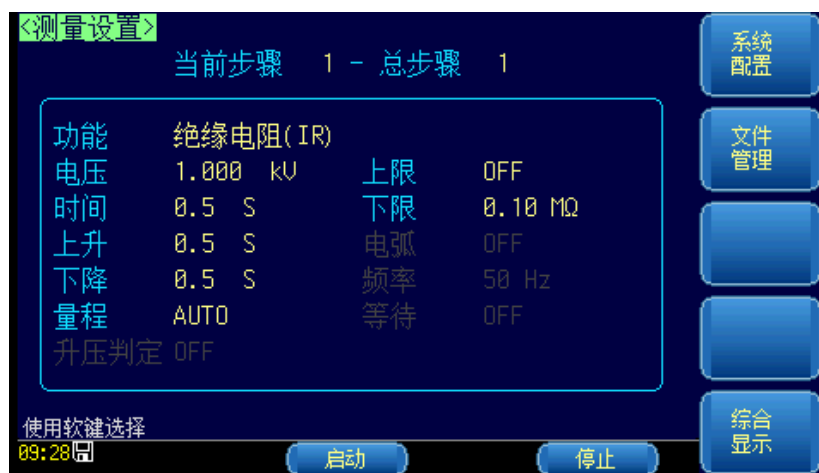 <测量设置>
当前步骤 1 - 总步骤 1
功能 绝缘电阻(IR)
电压 1.000 kV 上限 OFF
时间 0.5 S 下限 0.10 MΩ
上升 0.5 S 电弧 OFF
下降 0.5 S 频率 50 Hz
量程 AUTO 等待 OFF
升压判定 OFF
使用软键选择
09:28
启动 停止
系统
配置
文件
管理
综合
显示